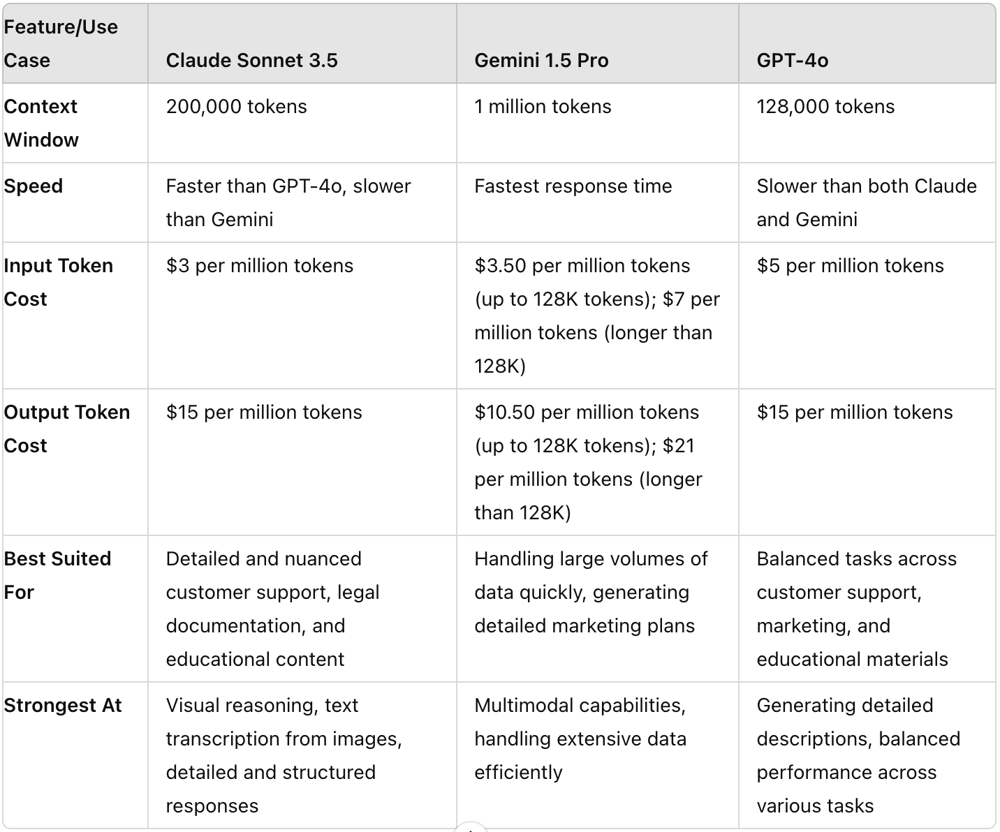 Feature/Use
Case
Claude Sonnet 3.5
Gemini 1.5 Pro
GPT-4o
Context
Window
200,000 tokens
1 million tokens
128,000 tokens
Speed
Faster than GPT-4o, slower
than Gemini
Fastest response time
Slower than both Claude
and Gemini
Input Token
Cost
$3 per million tokens
$3.50 per million tokens
(up to 128K tokens); $7 per
million tokens (longer than
128K)
$5 per million tokens
Output Token
Cost
$15 per million tokens
$10.50 per million tokens
(up to 128K tokens); $21
per million tokens (longer
than 128K)
$15 per million tokens
Best Suited
For
Detailed and nuanced
customer support, legal
documentation, and
educational content
Handling large volumes of
data quickly, generating
detailed marketing plans
Balanced tasks across
customer support,
marketing, and
educational materials
Strongest At
Visual reasoning, text
transcription from images,
detailed and structured
responses
Multimodal capabilities,
handling extensive data
efficiently
Generating detailed
descriptions, balanced
performance across
various tasks